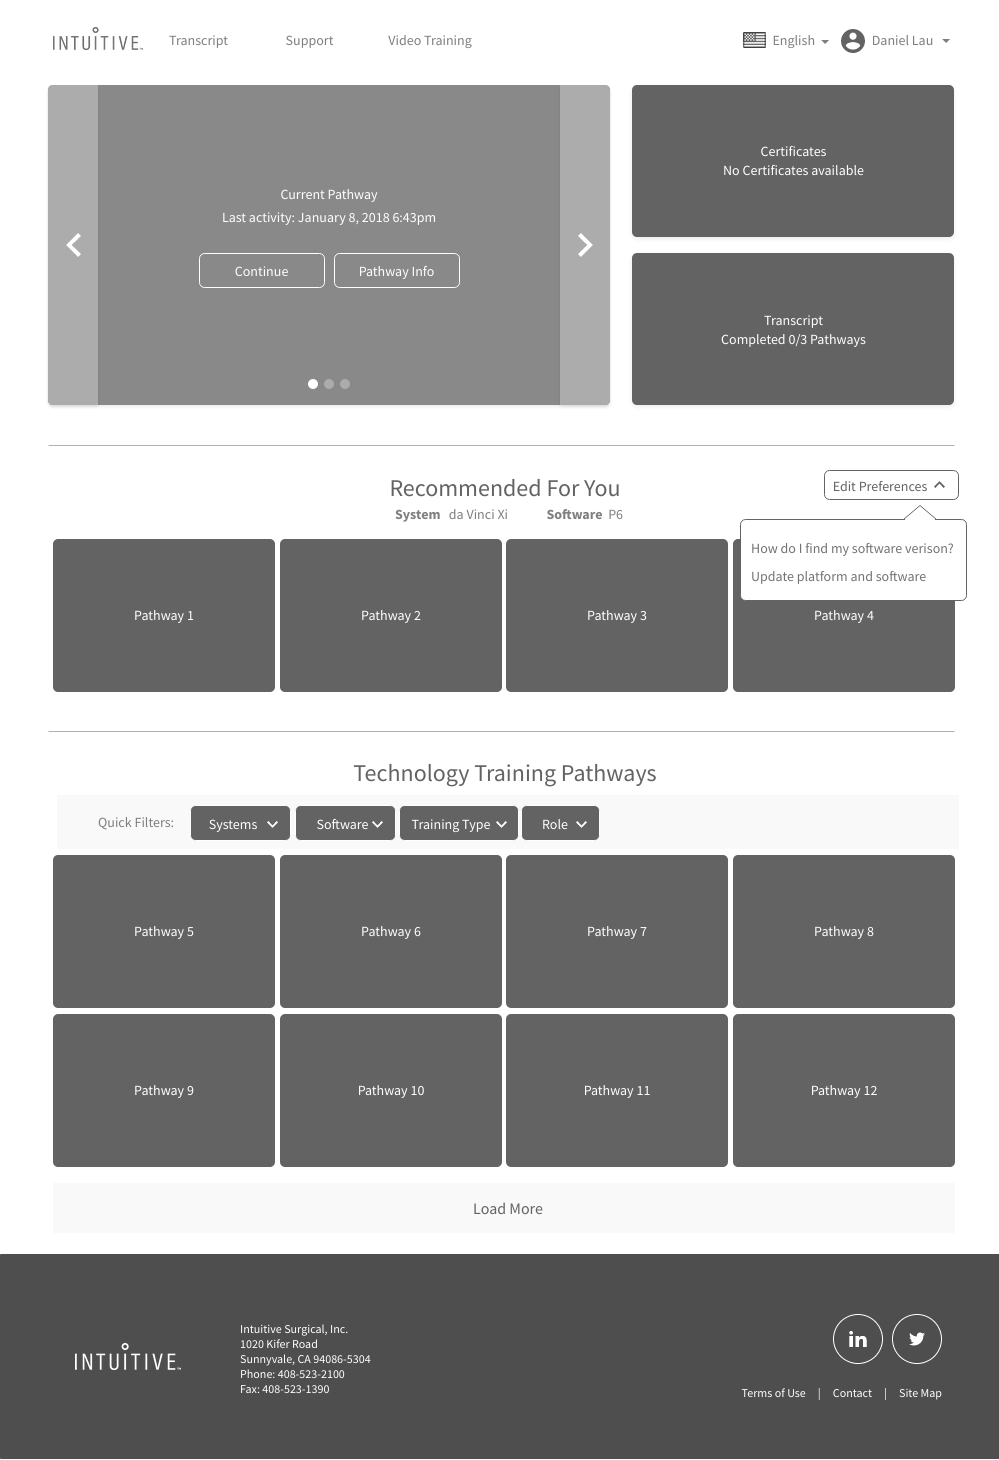 INTUITIVE™
Transcript
Support
Video Training
English
Daniel Lau
Current Pathway
Last activity: January 8, 2018 6:43pm
Continue
Pathway Info
Certificates
No Certificates available
Transcript
Completed 0/3 Pathways
Recommended For You
System da Vinci Xi Software P6
Edit Preferences
How do I find my software verison?
Update platform and software
Pathway 1
Pathway 2
Pathway 3
Pathway 4
Technology Training Pathways
Quick Filters:
Systems
Software
Training Type
Role
Pathway 5
Pathway 6
Pathway 7
Pathway 8
Pathway 9
Pathway 10
Pathway 11
Pathway 12
Load More
INTUITIVE™
Intuitive Surgical, Inc.
1020 Kifer Road
Sunnyvale, CA 94086-5304
Phone: 408-523-2100
Fax: 408-523-1390
in
Terms of Use | Contact | Site Map